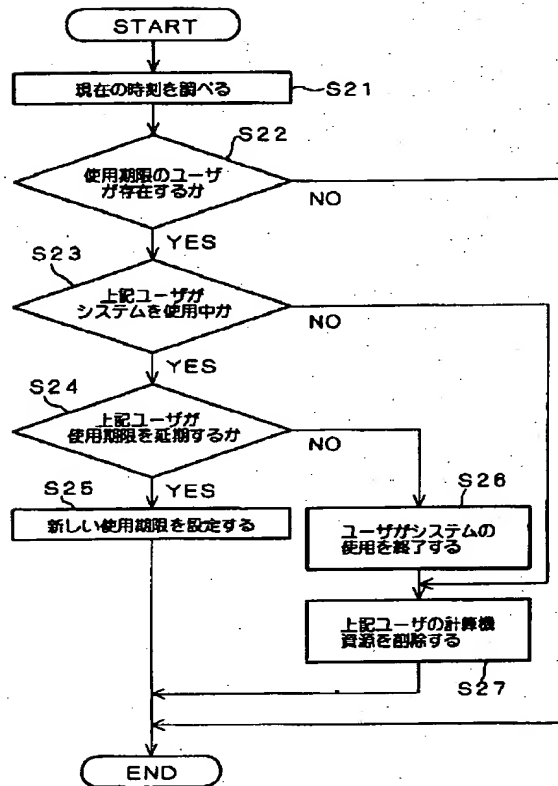 START
現在の時刻を調べる
S21
S22
使用期限のユーザ
が存在するか
NO
YES
S23
上記ユーザが
システムを使用中か
NO
YES
S24
上記ユーザが
使用期限を延期するか
NO
YES
S25
新しい使用期限を設定する
S26
ユーザがシステムの
使用を終了する
上記ユーザの計算機
資源を削除する
S27
END